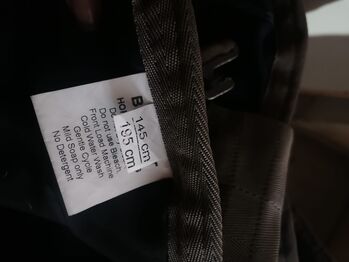 B 145 cm
195 cm
Do not use Bleach.
Front Load Machine
Cold Water Wash
Gentle Cycle
Mild Soap only
No Detergent